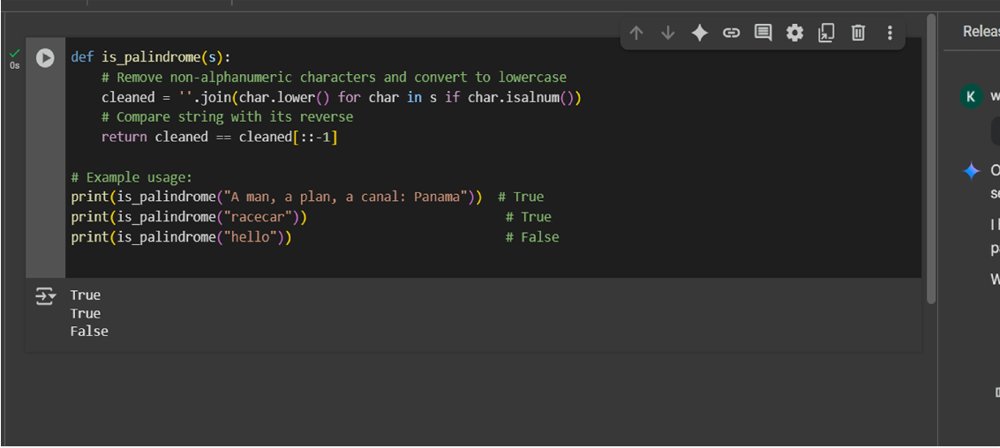 Releas
0s
def is_palindrome(s):
    # Remove non-alphanumeric characters and convert to lowercase
    cleaned = ''.join(char.lower() for char in s if char.isalnum())
    # Compare string with its reverse
    return cleaned == cleaned[::-1]

# Example usage:
print(is_palindrome("A man, a plan, a canal: Panama"))  # True
print(is_palindrome("racecar"))                          # True
print(is_palindrome("hello"))                            # False
True
True
False
K